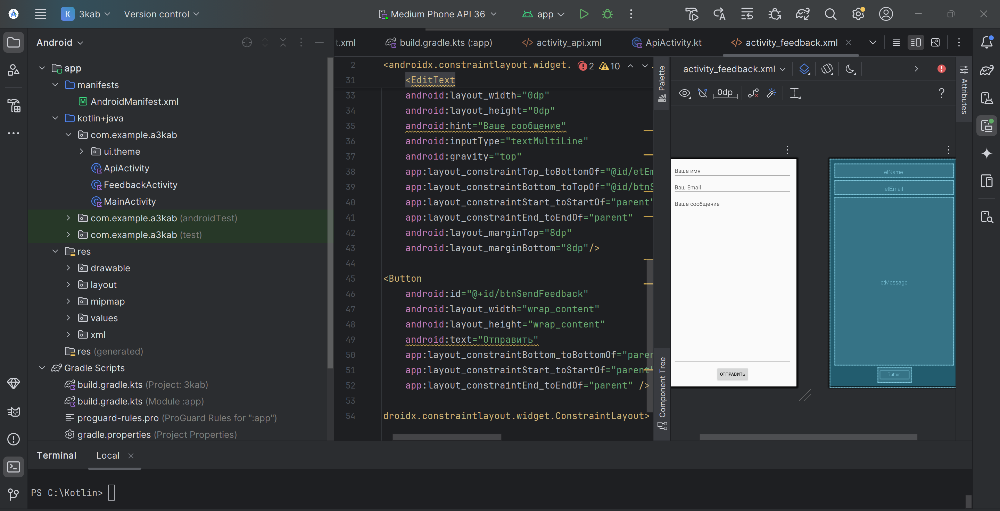 K 3kab Version control Medium Phone API 36 app
Android
app
manifests
AndroidManifest.xml
kotlin+java
com.example.a3kab
ui.theme
ApiActivity
FeedbackActivity
MainActivity
com.example.a3kab (androidTest)
com.example.a3kab (test)
res
drawable
layout
mipmap
values
xml
res (generated)
Gradle Scripts
build.gradle.kts (Project: 3kab)
build.gradle.kts (Module :app)
proguard-rules.pro (ProGuard Rules for ":app")
gradle.properties (Project Properties)
t.xml build.gradle.kts (:app) activity_api.xml ApiActivity.kt activity_feedback.xml
2 <androidx.constraintlayout.widget. 2 10
31 <EditText
33 android:layout_width="0dp"
34 android:layout_height="0dp"
35 android:hint="Ваше сообщение"
36 android:inputType="textMultiLine"
37 android:gravity="top"
38 app:layout_constraintTop_toBottomOf="@id/etEm
39 app:layout_constraintBottom_toTopOf="@id/btnS
40 app:layout_constraintStart_toStartOf="parent"
41 app:layout_constraintEnd_toEndOf="parent"
42 android:layout_marginTop="8dp"
43 android:layout_marginBottom="8dp"/>
44
45 <Button
46 android:id="@+id/btnSendFeedback"
47 android:layout_width="wrap_content"
48 android:layout_height="wrap_content"
49 android:text="Отправить"
50 app:layout_constraintBottom_toBottomOf="paren
51 app:layout_constraintStart_toStartOf="parent"
52 app:layout_constraintEnd_toEndOf="parent" />
53
54 droidx.constraintlayout.widget.ConstraintLayout>
Palette
Component Tree
activity_feedback.xml
0dp
?
Attributes
Ваше имя
Ваш Email
Ваше сообщение
ОТПРАВИТЬ
etName
etEmail
etMessage
Button
Terminal Local
PS C:\Kotlin>